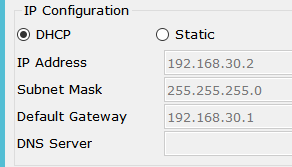 IP Configuration
DHCP Static
IP Address 192.168.30.2
Subnet Mask 255.255.255.0
Default Gateway 192.168.30.1
DNS Server